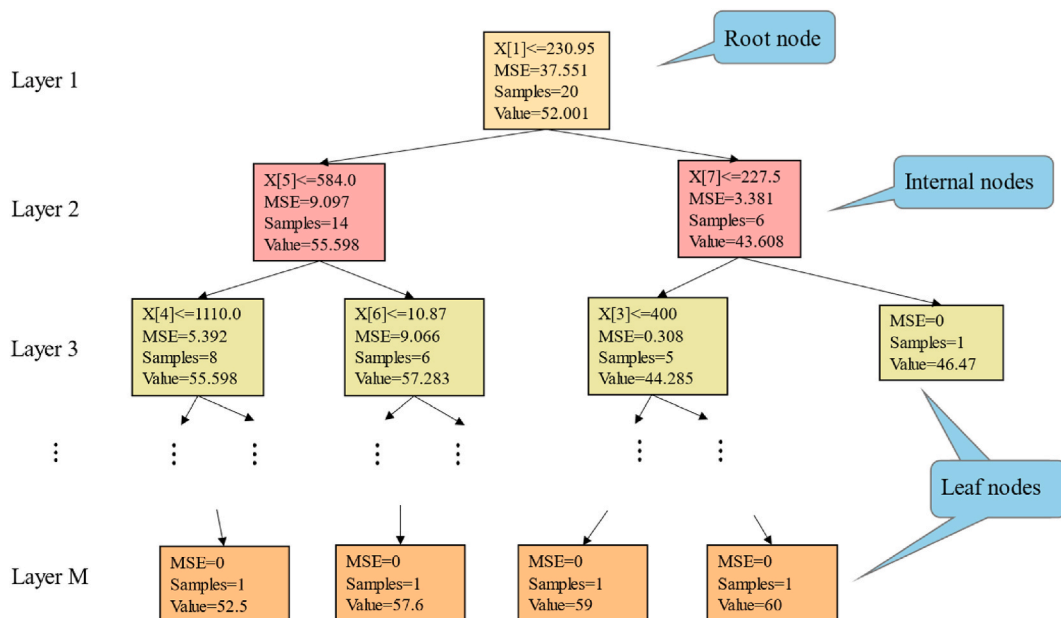 Root node
Layer 1
X[1]<=230.95
MSE=37.551
Samples=20
Value=52.001
Internal nodes
Layer 2
X[5]<=584.0
MSE=9.097
Samples=14
Value=55.598
X[7]<=227.5
MSE=3.381
Samples=6
Value=43.608
Layer 3
X[4]<=1110.0
MSE=5.392
Samples=8
Value=55.598
X[6]<=10.87
MSE=9.066
Samples=6
Value=57.283
X[3]<=400
MSE=0.308
Samples=5
Value=44.285
MSE=0
Samples=1
Value=46.47
Leaf nodes
Layer M
MSE=0
Samples=1
Value=52.5
MSE=0
Samples=1
Value=57.6
MSE=0
Samples=1
Value=59
MSE=0
Samples=1
Value=60